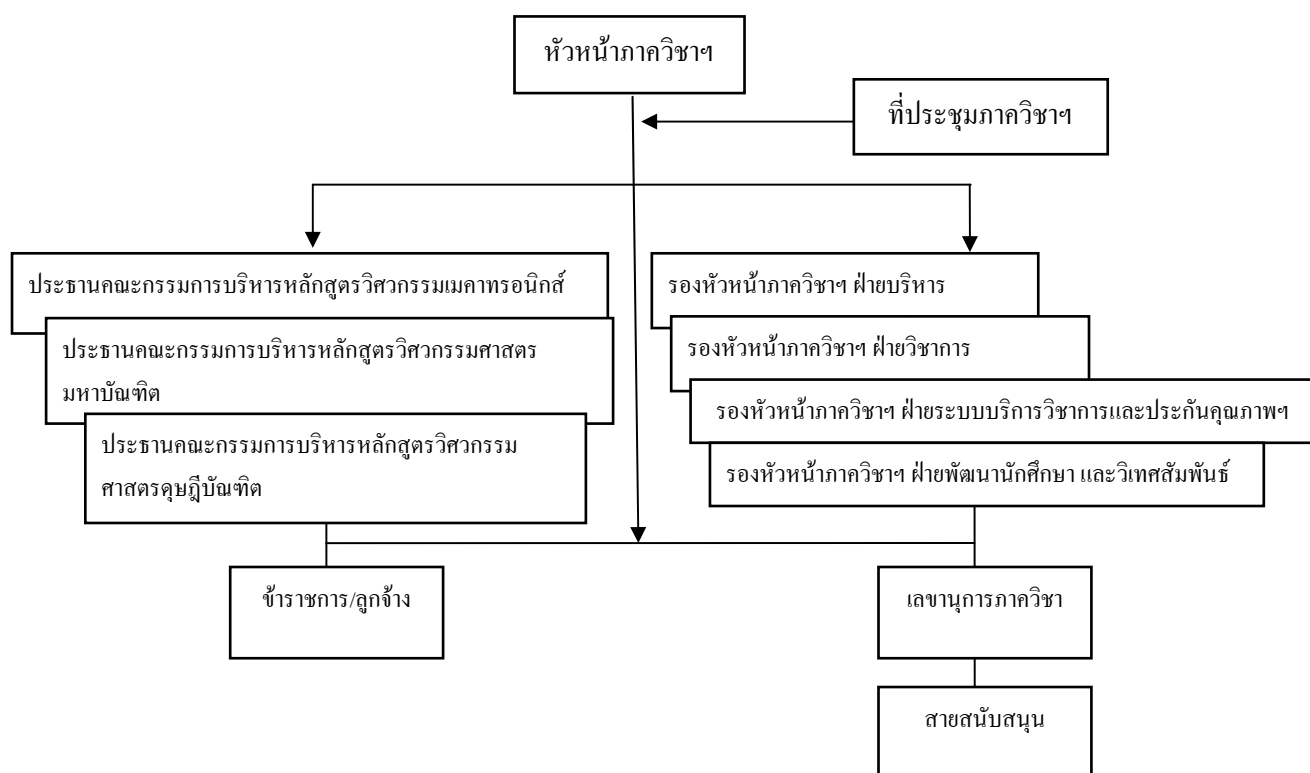 หัวหน้าภาควิชาฯ
ที่ประชุมภาควิชาฯ
ประธานคณะกรรมการบริหารหลักสูตรวิศวกรรมเมคาทรอนิกส์
ประธานคณะกรรมการบริหารหลักสูตรวิศวกรรมศาสตร
มหาบัณฑิต
ประธานคณะกรรมการบริหารหลักสูตรวิศวกรรม
ศาสตรดุษฎีบัณฑิต
รองหัวหน้าภาควิชาฯ ฝ่ายบริหาร
รองหัวหน้าภาควิชาฯ ฝ่ายวิชาการ
รองหัวหน้าภาควิชาฯ ฝ่ายระบบบริการวิชาการและประกันคุณภาพฯ
รองหัวหน้าภาควิชาฯ ฝ่ายพัฒนานักศึกษา และวิเทศสัมพันธ์
ข้าราชการ/ลูกจ้าง
เลขานุการภาควิชา
สายสนับสนุน